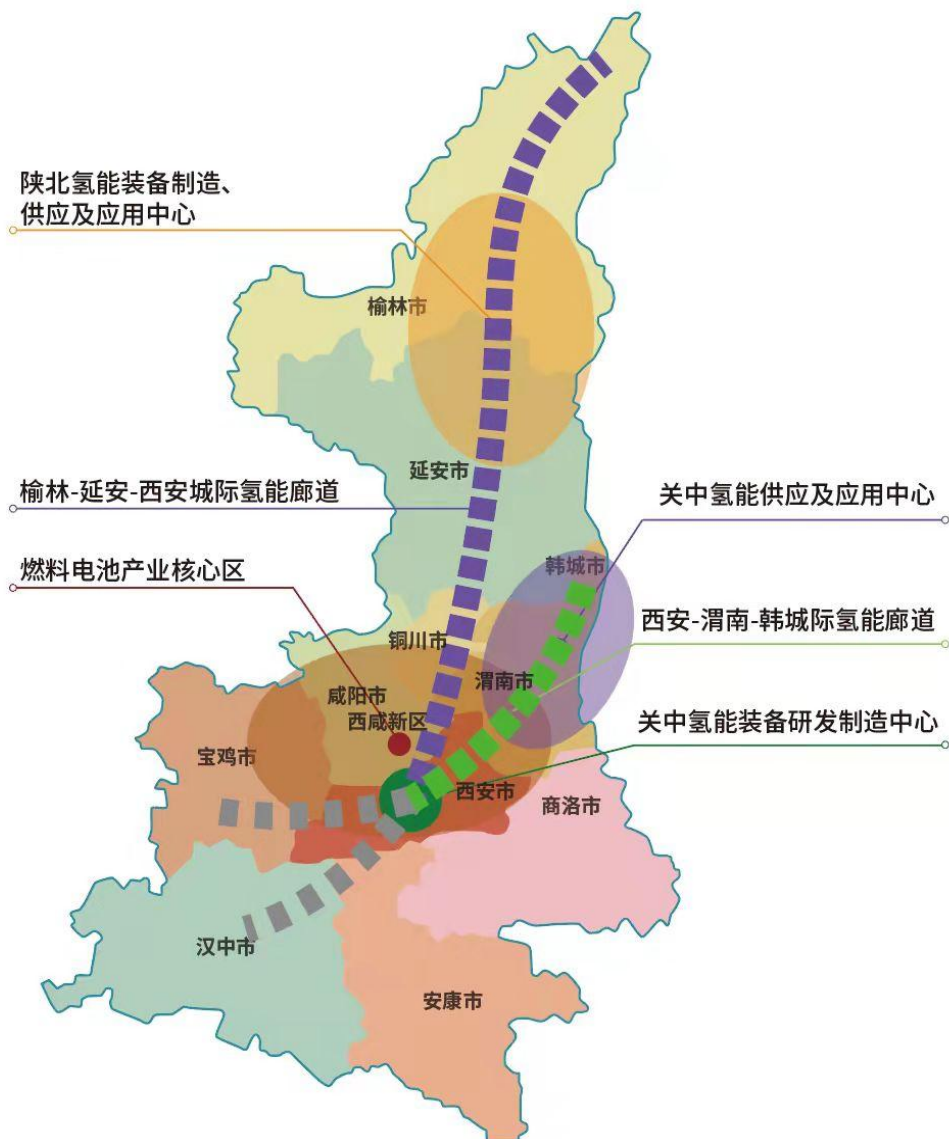 陕北氢能装备制造、
供应及应用中心
榆林市
延安市
榆林-延安-西安城际氢能廊道
关中氢能供应及应用中心
燃料电池产业核心区
韩城市
西安-渭南-韩城际氢能廊道
铜川市
渭南市
咸阳市
西咸新区
关中氢能装备研发制造中心
宝鸡市
西安市
商洛市
汉中市
安康市